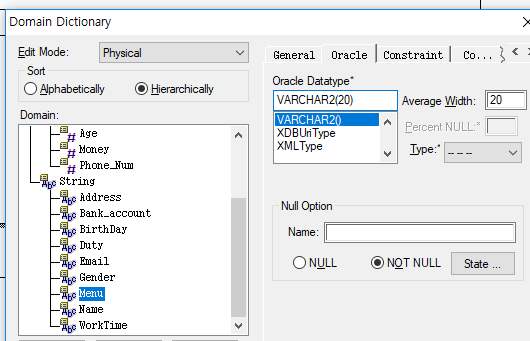 Domain Dictionary
Edit Mode: Physical
Sort
Alphabetically Hierarchically
Domain:
Age
Money
Phone_Num
String
Address
Bank_account
BirthDay
Duty
Email
Gender
Menu
Name
WorkTime
General Oracle Constraint Co...
Oracle Datatype*
VARCHAR2(20)
VARCHAR2()
XDBUriType
XMLType
Average Width: 20
Percent NULL:*
Type:* -- -- --
Null Option
Name:
NULL NOT NULL State ...